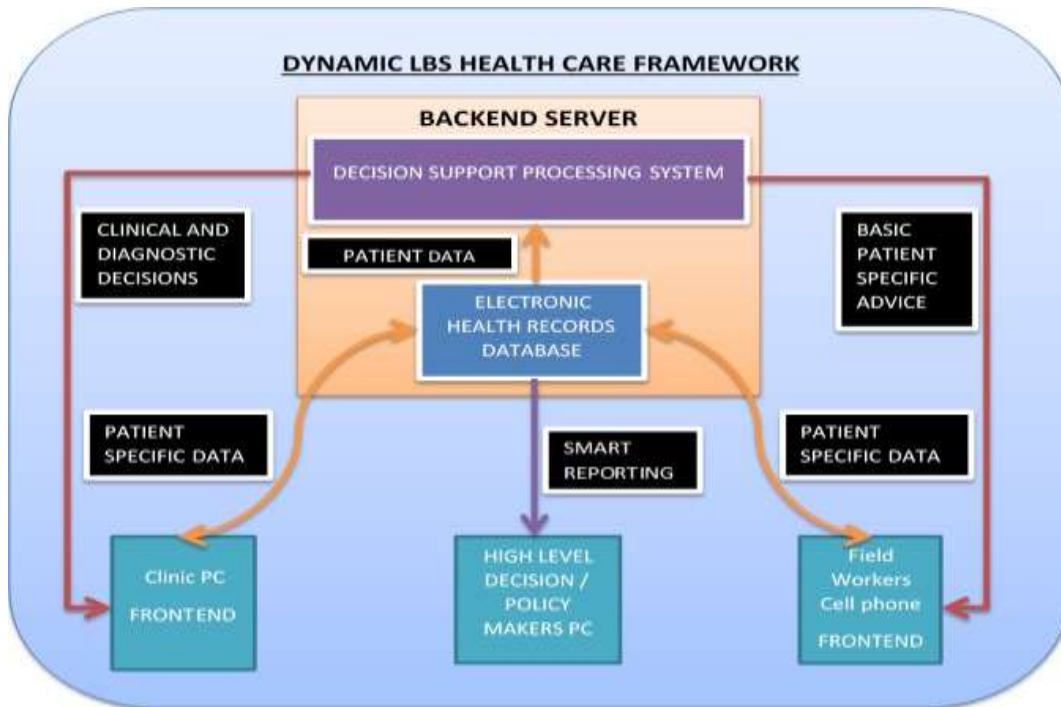 DYNAMIC LBS HEALTH CARE FRAMEWORK
BACKEND SERVER
DECISION SUPPORT PROCESSING SYSTEM
CLINICAL AND
DIAGNOSTIC
DECISIONS
PATIENT DATA
BASIC
PATIENT
SPECIFIC
ADVICE
ELECTRONIC
HEALTH RECORDS
DATABASE
PATIENT
SPECIFIC DATA
SMART
REPORTING
PATIENT
SPECIFIC DATA
Clinic PC
FRONTEND
HIGH LEVEL
DECISION /
POLICY
MAKERS PC
Field
Workers
Cell phone
FRONTEND